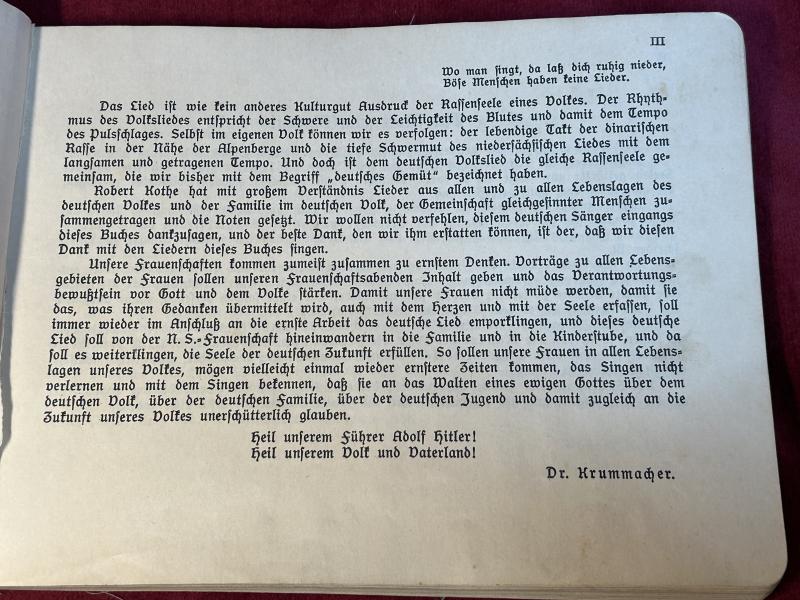 III
Wo man singt, da laß dich ruhig nieder,
Böse Menschen haben keine Lieder.
Das Lied ist wie kein anderes Kulturgut Ausdruck der Rassenseele eines Volkes. Der Rhyth-
mus des Volksliedes entspricht der Schwere und der Leichtigkeit des Blutes und damit dem Tempo
des Pulsschlages. Selbst im eigenen Volk können wir es verfolgen: der lebendige Takt der dinarischen
Rasse in der Nähe der Alpenberge und die tiefe Schwermut des niedersächsischen Liedes mit dem
langsamen und getragenen Tempo. Und doch ist dem deutschen Volkslied die gleiche Rassenseele ge-
meinsam, die wir bisher mit dem Begriff „deutsches Gemüt“ bezeichnet haben.
Robert Kothe hat mit großem Verständnis Lieder aus allen und zu allen Lebenslagen des
deutschen Volkes und der Familie im deutschen Volk, der Gemeinschaft gleichgesinnter Menschen zu-
sammengetragen und die Noten gesetzt. Wir wollen nicht verfehlen, diesem deutschen Sänger eingangs
dieses Buches dankzusagen, und der beste Dank, den wir ihm erstatten können, ist der, daß wir diesen
Dank mit den Liedern dieses Buches singen.
Unsere Frauenschaften kommen zumeist zusammen zu ernstem Denken. Vorträge zu allen Lebens-
gebieten der Frauen sollen unseren Frauenschaftsabenden Inhalt geben und das Verantwortungs-
bewußtsein vor Gott und dem Volke stärken. Damit unsere Frauen nicht müde werden, damit sie
das, was ihren Gedanken übermittelt wird, auch mit dem Herzen und mit der Seele erfassen, soll
immer wieder im Anschluß an die ernste Arbeit das deutsche Lied emporklingen, und dieses deutsche
Lied soll von der N. S.-Frauenschaft hineinwandern in die Familie und in die Kinderstube, und da
soll es weiterklingen, die Seele der deutschen Zukunft erfüllen. So sollen unsere Frauen in allen Lebens-
lagen unseres Volkes, mögen vielleicht einmal wieder ernstere Zeiten kommen, das Singen nicht
verlernen und mit dem Singen bekennen, daß sie an das Walten eines ewigen Gottes über dem
deutschen Volk, über der deutschen Familie, über der deutschen Jugend und damit zugleich an die
Zukunft unseres Volkes unerschütterlich glauben.
Heil unserem Führer Adolf Hitler!
Heil unserem Volk und Vaterland!
Dr. Krummacher.